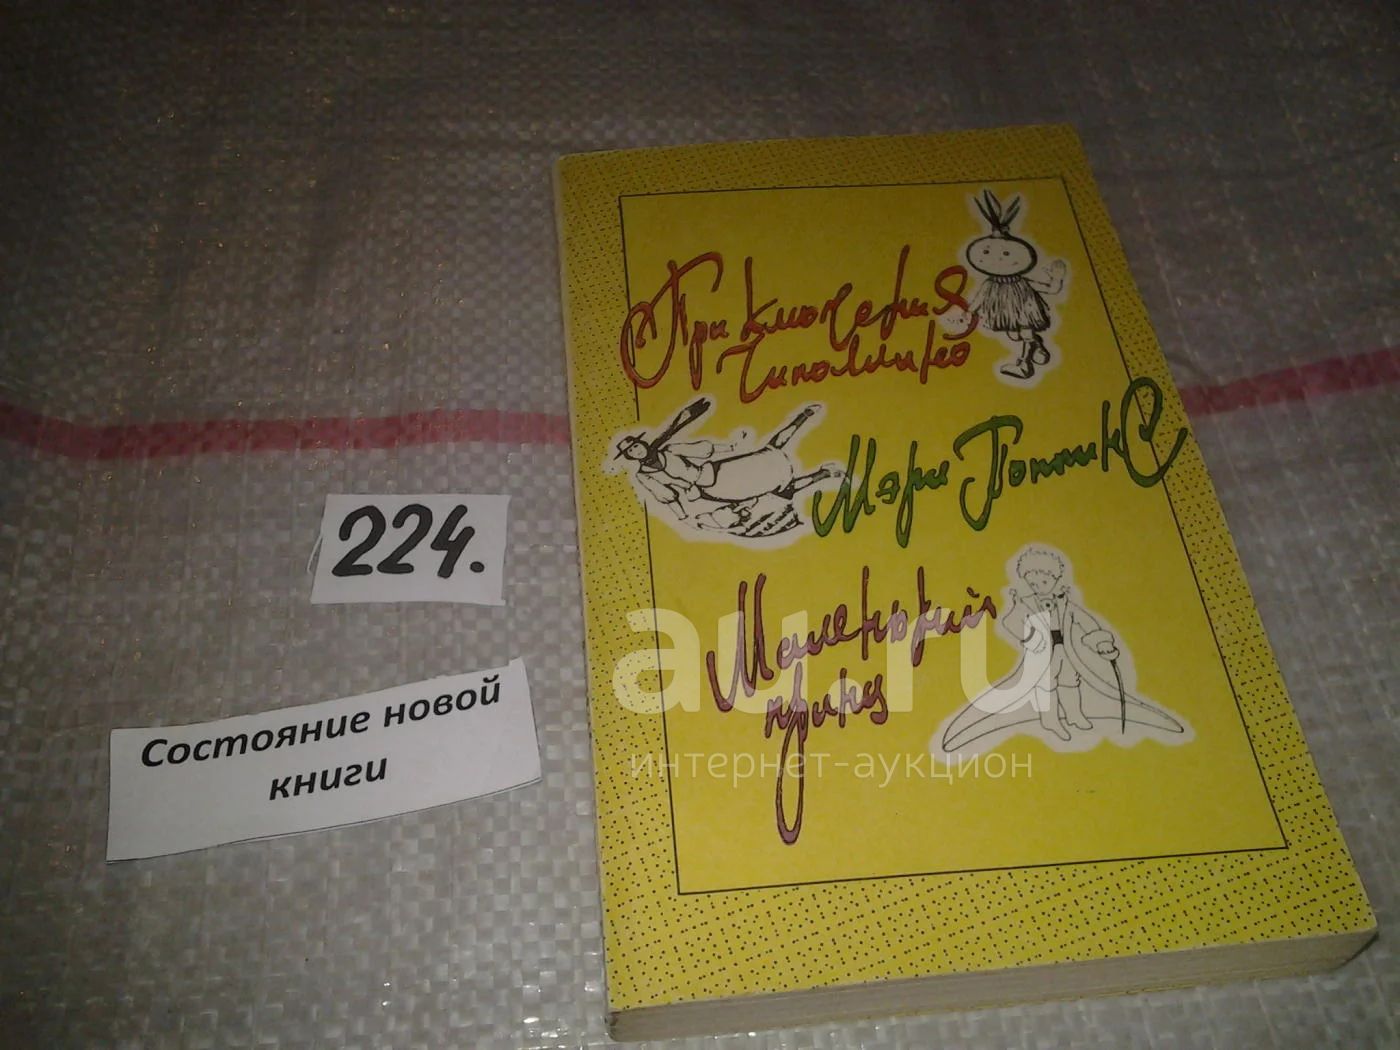 Приключения
Чиполлино
Мэри Поппинс
224.
Маленький
принц
Состояние новой
книги
au.ru
интернет-аукцион